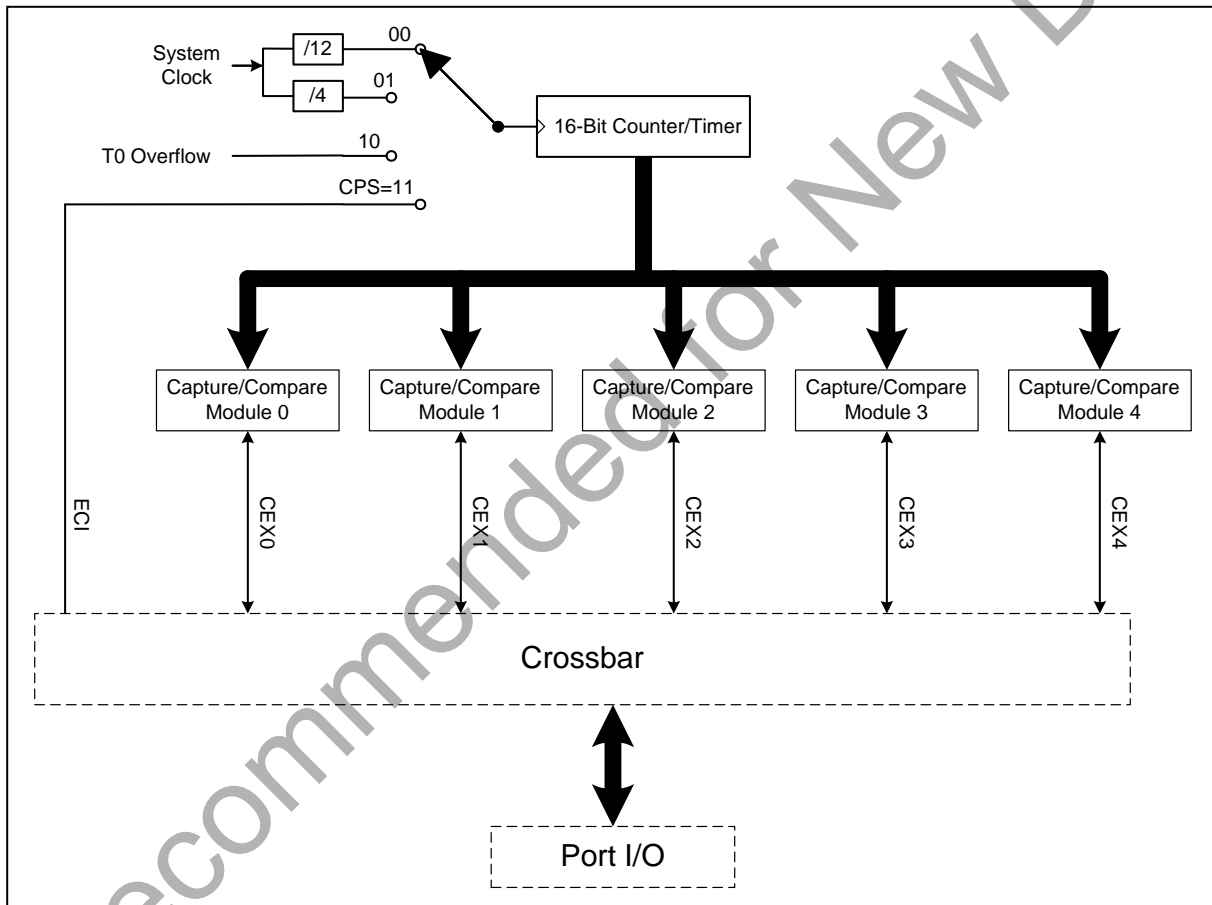 System
Clock
/12
/4
00
01
10
T0 Overflow
CPS=11
16-Bit Counter/Timer
Capture/Compare
Module 0
Capture/Compare
Module 1
Capture/Compare
Module 2
Capture/Compare
Module 3
Capture/Compare
Module 4
ECI
CEX0
CEX1
CEX2
CEX3
CEX4
Crossbar
Port I/O
ecommended for New D